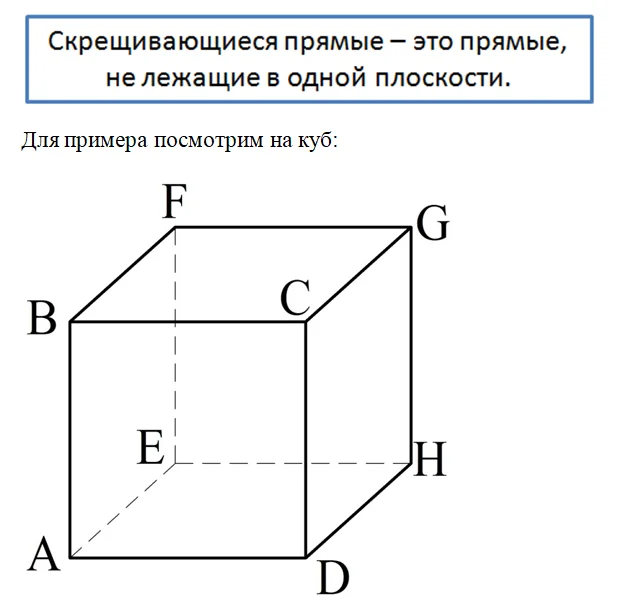 Скрещивающиеся прямые – это прямые,
не лежащие в одной плоскости.
Для примера посмотрим на куб:
F
G
B
C
E
H
A
D